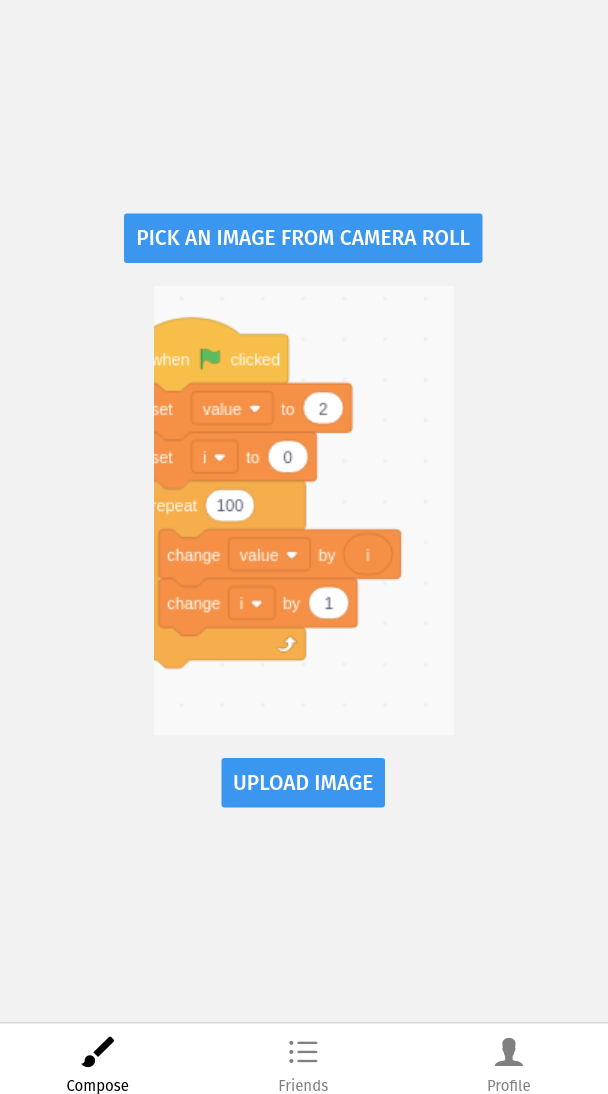 PICK AN IMAGE FROM CAMERA ROLL
when clicked
set value to 2
set i to 0
repeat 100
change value by i
change i by 1
UPLOAD IMAGE
Compose Friends Profile